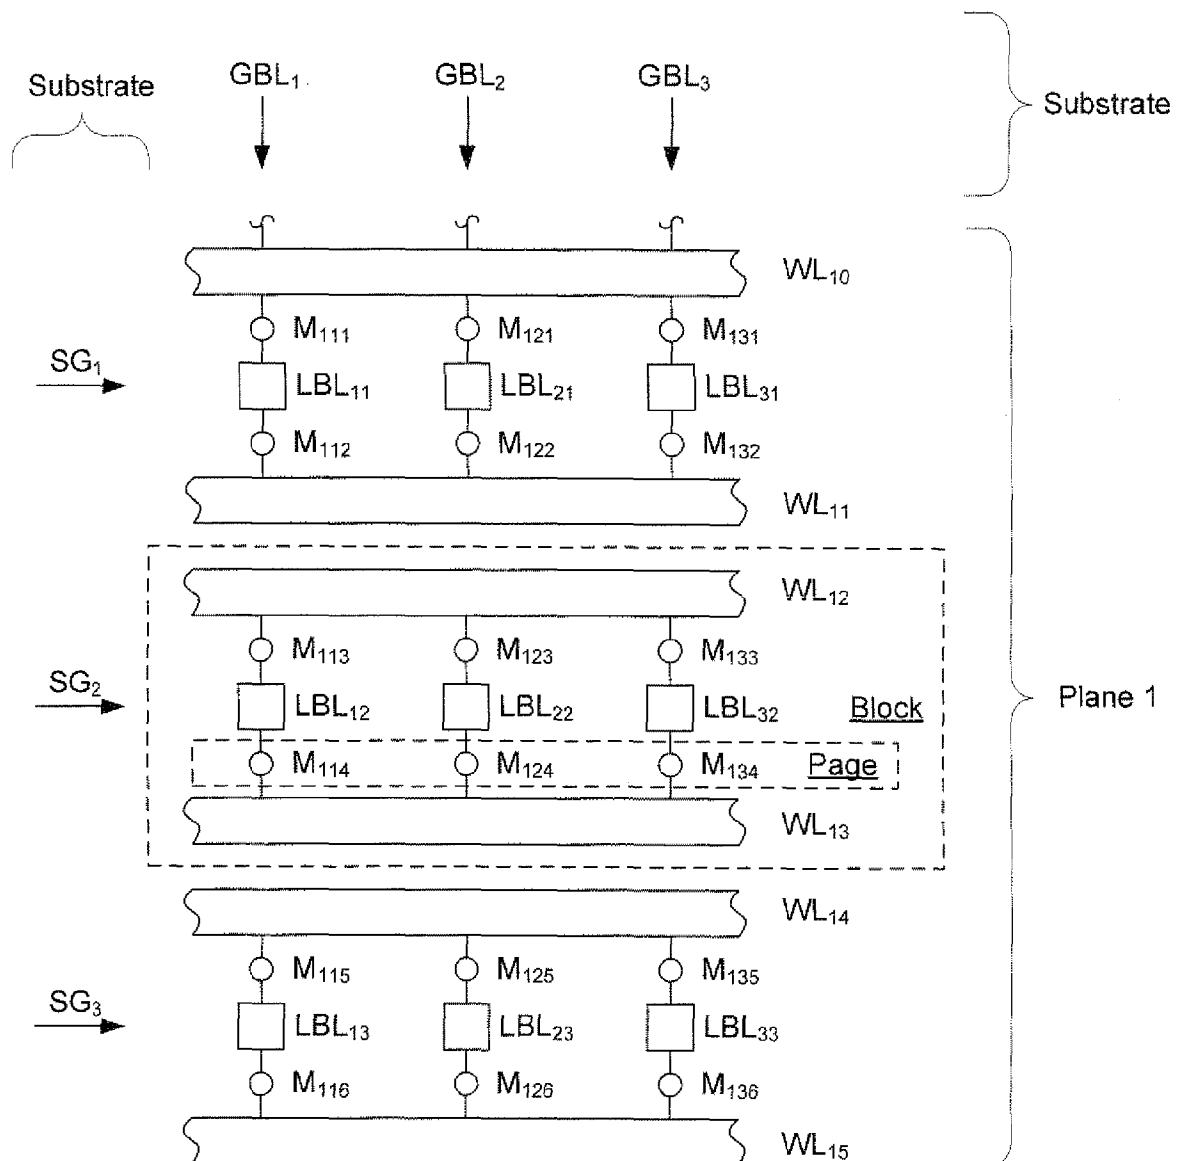 Substrate
GBL₁ GBL₂ GBL₃
Substrate
WL₁₀
M₁₁₁ M₁₂₁ M₁₃₁
SG₁
LBL₁₁ LBL₂₁ LBL₃₁
M₁₁₂ M₁₂₂ M₁₃₂
WL₁₁
WL₁₂
M₁₁₃ M₁₂₃ M₁₃₃
SG₂
LBL₁₂ LBL₂₂ LBL₃₂ Block
Plane 1
M₁₁₄ M₁₂₄ M₁₃₄ Page
WL₁₃
WL₁₄
M₁₁₅ M₁₂₅ M₁₃₅
SG₃
LBL₁₃ LBL₂₃ LBL₃₃
M₁₁₆ M₁₂₆ M₁₃₆
WL₁₅